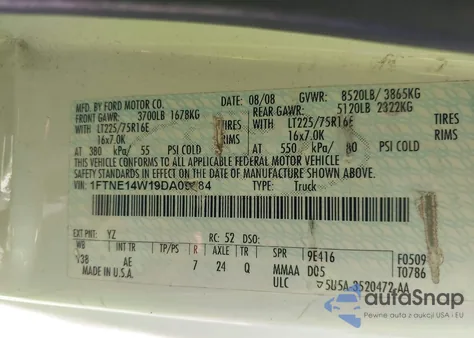 MFD. BY FORD MOTOR CO. 08/08 GVWR: 8520LB/ 3865KG
FRONT GAWR: 3700LB 1678KG REAR GAWR: 5120LB 2322KG
WITH WITH
LT225/75R16E TIRES LT225/75R16E TIRES
16x7.0K RIMS 16x7.0K RIMS
AT 380 kPa/ 55 PSI COLD AT 550 kPa/ 80 PSI COLD
THIS VEHICLE CONFORMS TO ALL APPLICABLE FEDERAL MOTOR VEHICLE
SAFETY STANDARDS IN EFFECT ON THE DATE OF MANUFACTURE SHOWN ABOVE.
VIN: TYPE: Truck
EXT PNT: YZ RC: 52 DSO:
WB INT TR TP/PS R AXLE TR SPR 9E416 F0509
138 AE 7 24 Q MMAA D05 T0786
MADE IN U.S.A. ULC 5U5A-3520472-AA
autoSnap
Pewne auto z USA i EU